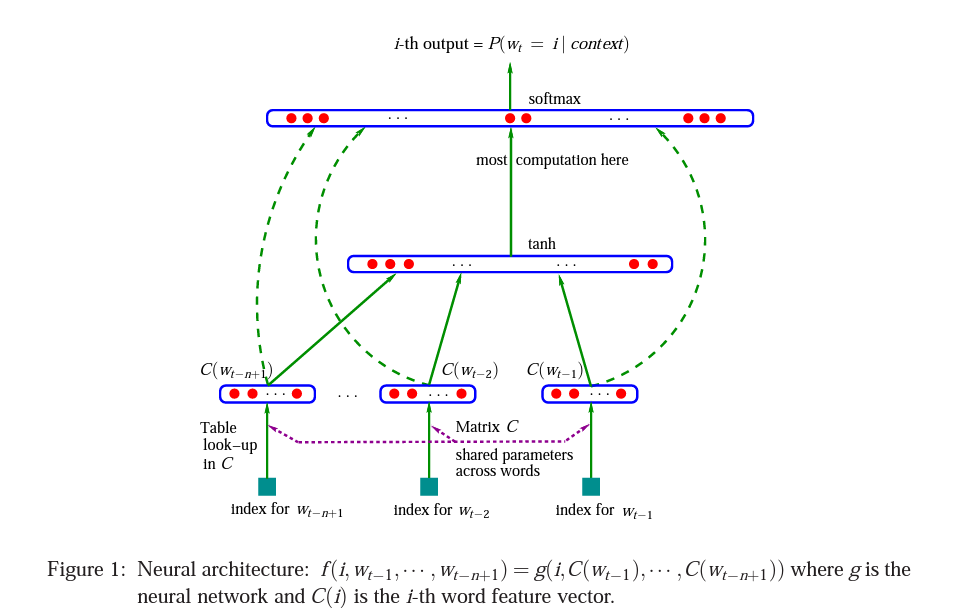 i-th output = P(w_t = i | context)
softmax
· · ·
· · ·
most computation here
tanh
· · ·
· · ·
C(w_{t−n+1})
C(w_{t−2})
C(w_{t−1})
· · ·
· · ·
· · ·
· · ·
Table
look−up
in C
Matrix C
shared parameters
across words
index for w_{t−n+1}
index for w_{t−2}
index for w_{t−1}
Figure 1: Neural architecture: f(i, w_{t−1}, ··· , w_{t−n+1}) = g(i, C(w_{t−1}), ··· , C(w_{t−n+1})) where g is the
neural network and C(i) is the i-th word feature vector.